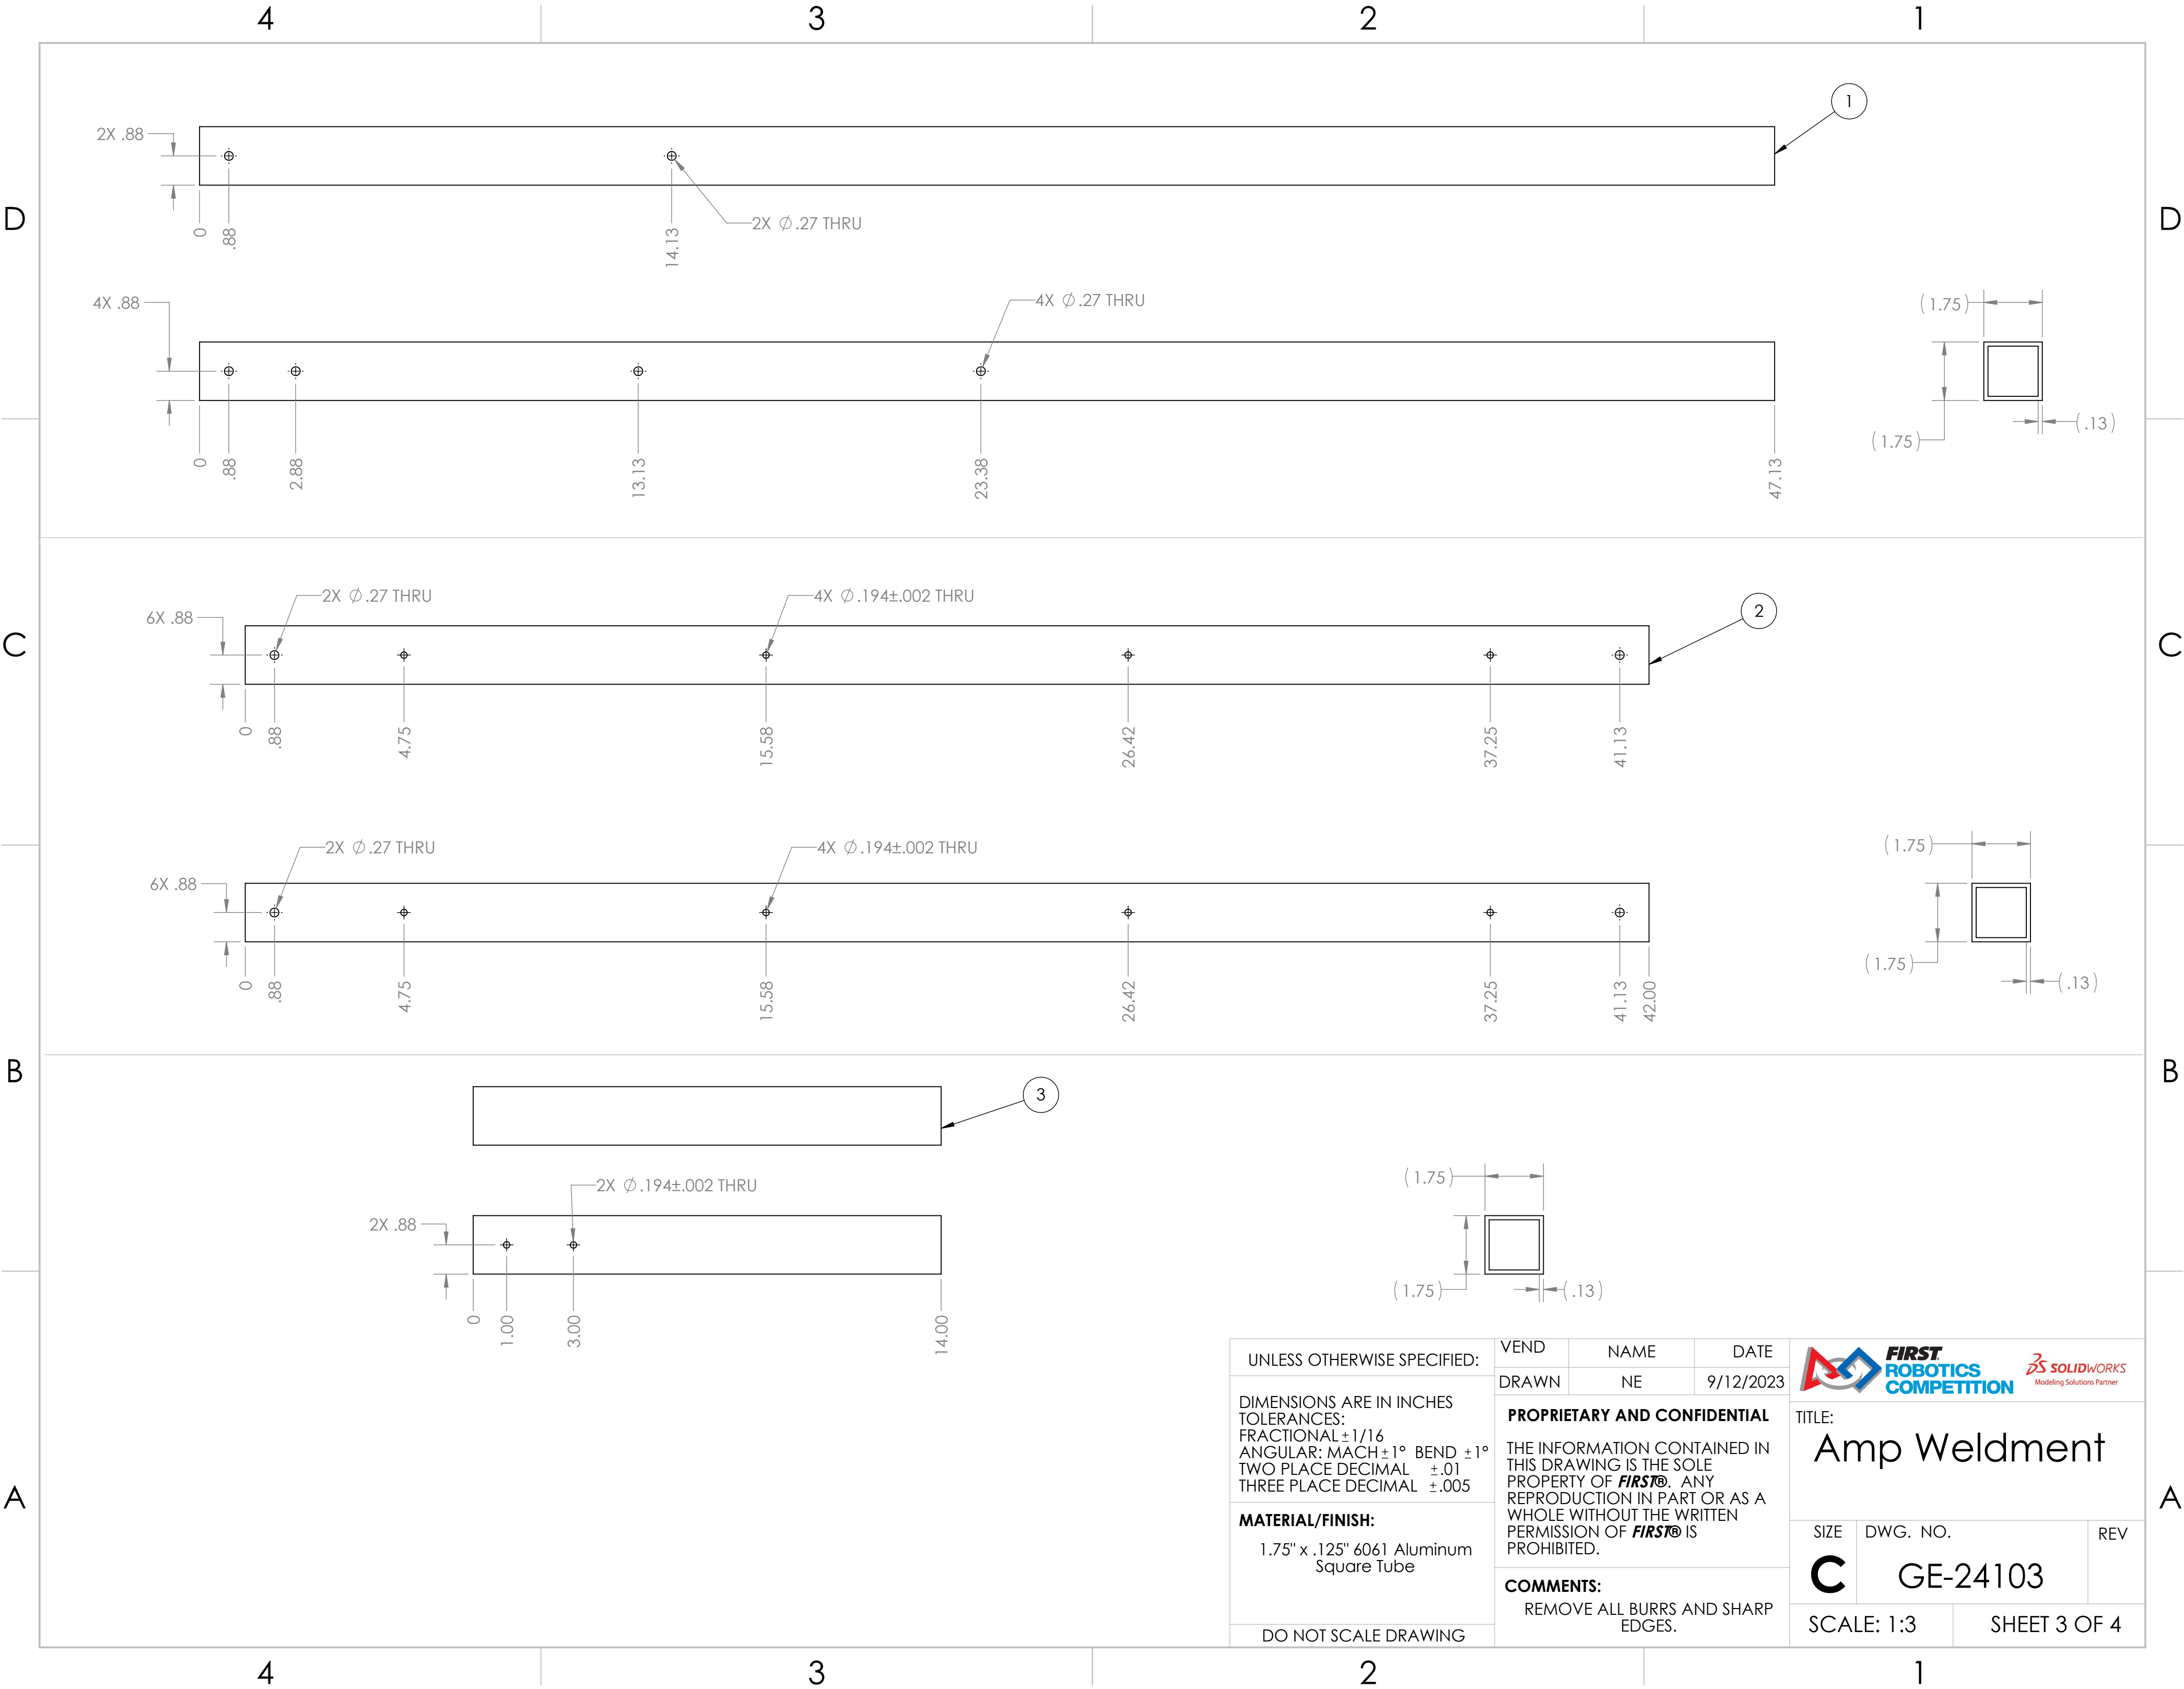 4 3 2 1
1
2X .88
D D
2X ∅.27 THRU
0 .88 14.13
4X .88
4X ∅.27 THRU
(1.75)
(1.75)
(.13)
0 .88 2.88 13.13 23.38 47.13
2X ∅.27 THRU
4X ∅.194±.002 THRU
2
6X .88
C C
0 .88 4.75 15.58 26.42 37.25 41.13
2X ∅.27 THRU
4X ∅.194±.002 THRU
(1.75)
6X .88
(1.75)
(.13)
0 .88 4.75 15.58 26.42 37.25 41.13 42.00
B B
3
2X ∅.194±.002 THRU
(1.75)
2X .88
(1.75)
(.13)
0 1.00 3.00 14.00
UNLESS OTHERWISE SPECIFIED:
DIMENSIONS ARE IN INCHES
TOLERANCES:
FRACTIONAL±1/16
ANGULAR: MACH±1° BEND ±1°
TWO PLACE DECIMAL ±.01
THREE PLACE DECIMAL ±.005
MATERIAL/FINISH:
1.75" x .125" 6061 Aluminum
Square Tube
DO NOT SCALE DRAWING
VEND NAME DATE
DRAWN NE 9/12/2023
PROPRIETARY AND CONFIDENTIAL
THE INFORMATION CONTAINED IN
THIS DRAWING IS THE SOLE
PROPERTY OF FIRST®. ANY
REPRODUCTION IN PART OR AS A
WHOLE WITHOUT THE WRITTEN
PERMISSION OF FIRST® IS
PROHIBITED.
COMMENTS:
REMOVE ALL BURRS AND SHARP
EDGES.
FIRST
ROBOTICS
COMPETITION
SOLIDWORKS
Modeling Solutions Partner
TITLE:
Amp Weldment
SIZE DWG. NO. REV
C GE-24103
SCALE: 1:3 SHEET 3 OF 4
A A
4 3 2 1